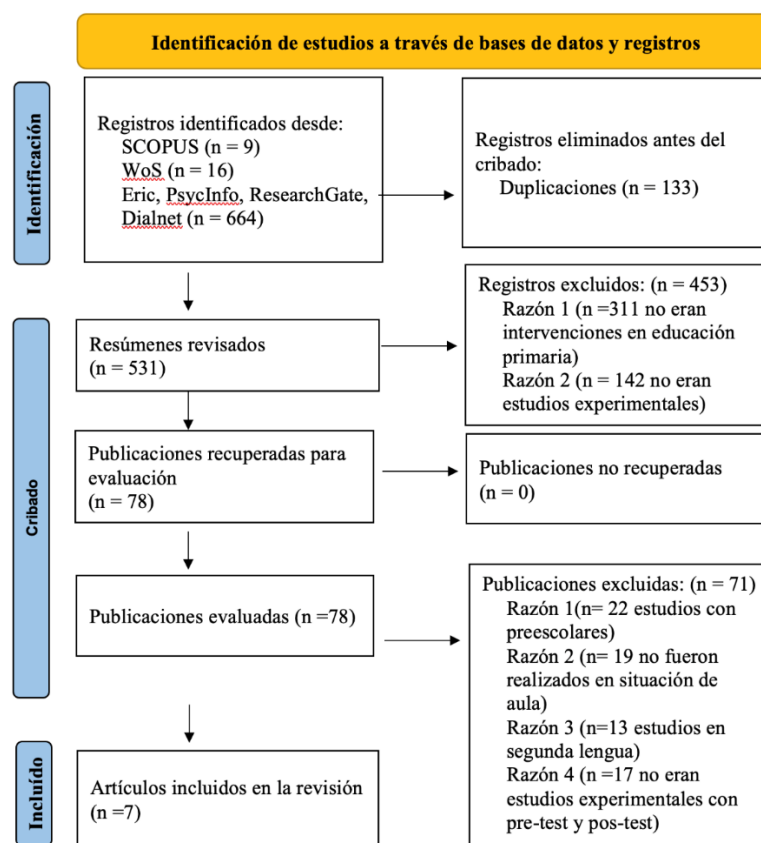 Identificación de estudios a través de bases de datos y registros
Identificación
Registros identificados desde:
SCOPUS (n = 9)
WoS (n = 16)
Eric, PsycInfo, ResearchGate,
Dialnet (n = 664)
Registros eliminados antes del
cribado:
Duplicaciones (n = 133)
Cribado
Resúmenes revisados
(n = 531)
Registros excluidos: (n = 453)
Razón 1 (n =311 no eran
intervenciones en educación
primaria)
Razón 2 (n = 142 no eran
estudios experimentales)
Publicaciones recuperadas para
evaluación
(n = 78)
Publicaciones no recuperadas
(n = 0)
Publicaciones evaluadas (n =78)
Publicaciones excluidas: (n = 71)
Razón 1(n= 22 estudios con
preescolares)
Razón 2 (n= 19 no fueron
realizados en situación de
aula)
Razón 3 (n=13 estudios en
segunda lengua)
Razón 4 (n =17 no eran
estudios experimentales con
pre-test y pos-test)
Incluído
Artículos incluidos en la revisión
(n =7)